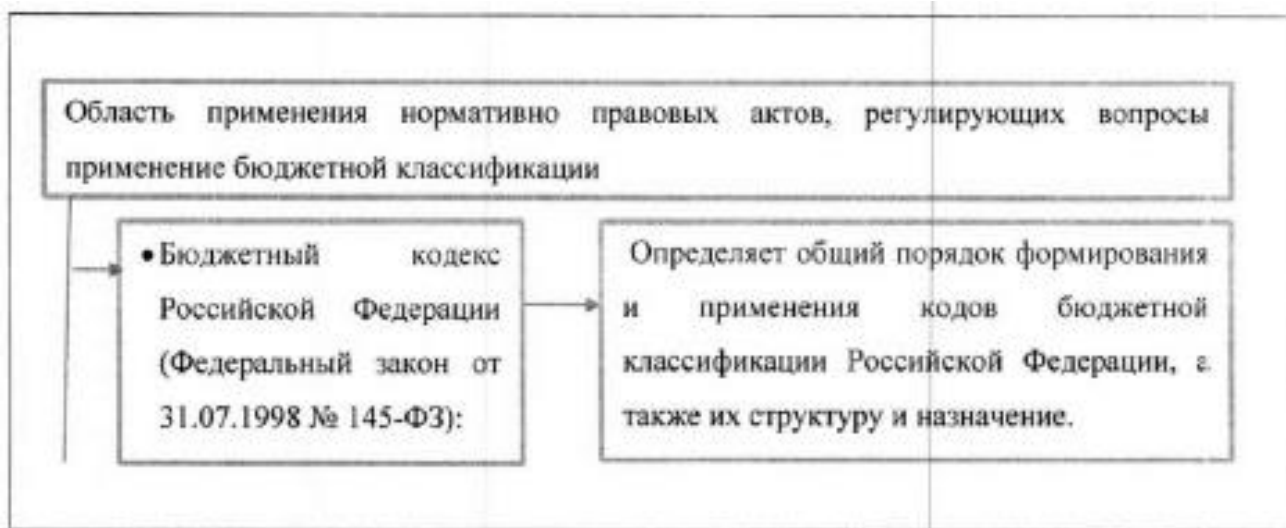 Область применения нормативно правовых актов, регулирующих вопросы
применение бюджетной классификации
•Бюджетный кодекс
Российской Федерации
(Федеральный закон от
31.07.1998 № 145-ФЗ):
Определяет общий порядок формирования
и применения кодов бюджетной
классификации Российской Федерации, а
также их структуру и назначение.